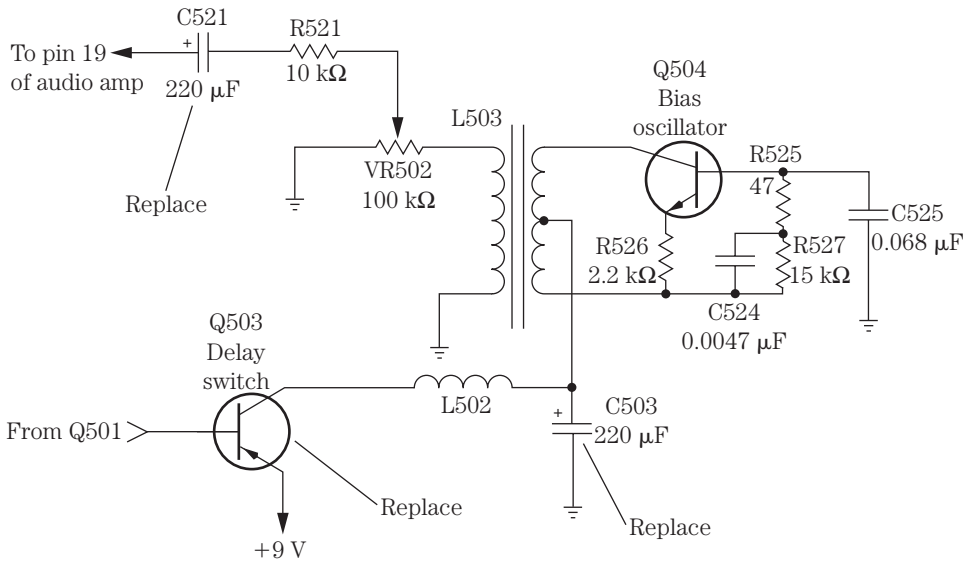 C521
R521
To pin 19
of audio amp
+
220 μF
10 kΩ
Q504
Bias
oscillator
L503
VR502
100 kΩ
Replace
R525
47
C525
0.068 μF
R526
2.2 kΩ
R527
15 kΩ
C524
0.0047 μF
Q503
Delay
switch
L502
From Q501
+
C503
220 μF
Replace
Replace
+9 V